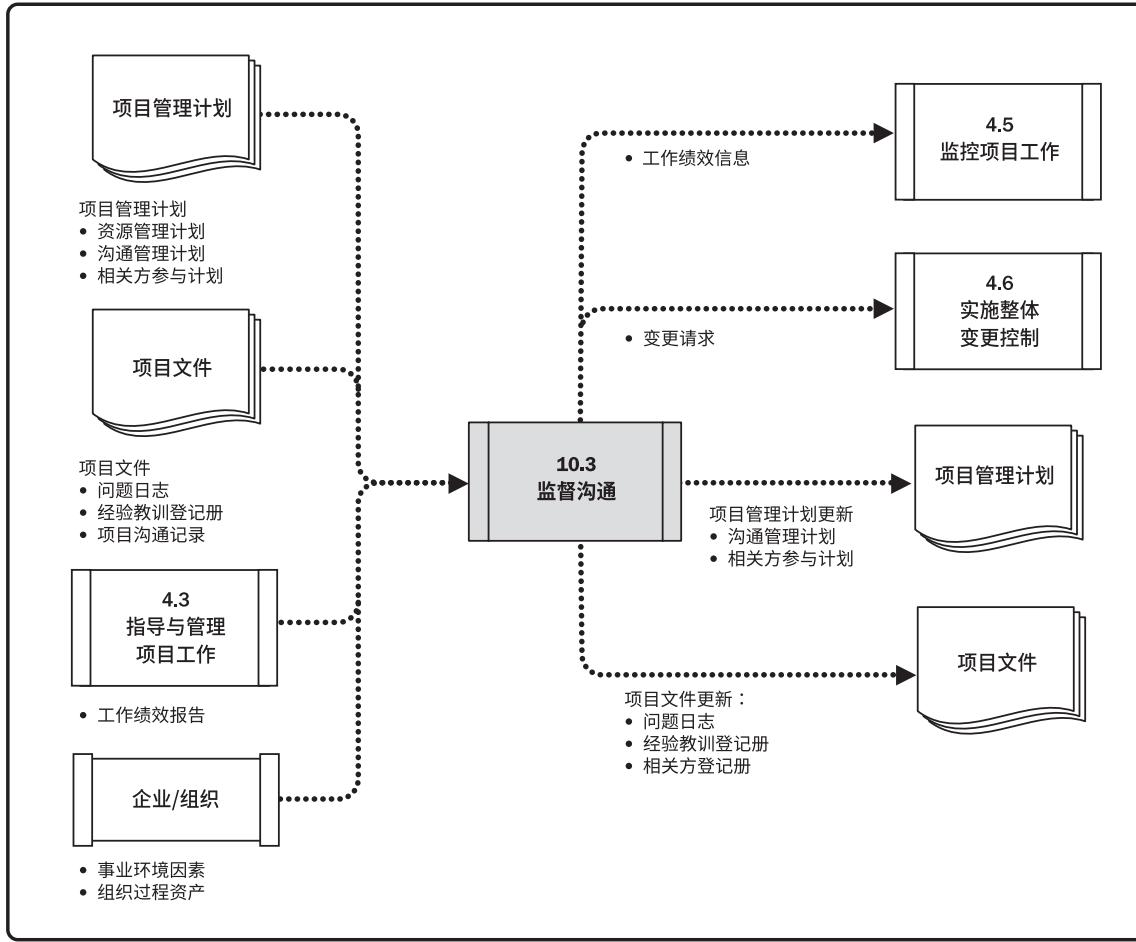 项目管理计划
项目管理计划
• 资源管理计划
• 沟通管理计划
• 相关方参与计划
项目文件
项目文件
• 问题日志
• 经验教训登记册
• 项目沟通记录
4.3
指导与管理
项目工作
• 工作绩效报告
企业/组织
• 事业环境因素
• 组织过程资产
10.3
监督沟通
4.5
监控项目工作
• 工作绩效信息
4.6
实施整体
变更控制
• 变更请求
项目管理计划
项目管理计划更新
• 沟通管理计划
• 相关方参与计划
项目文件
项目文件更新：
• 问题日志
• 经验教训登记册
• 相关方登记册